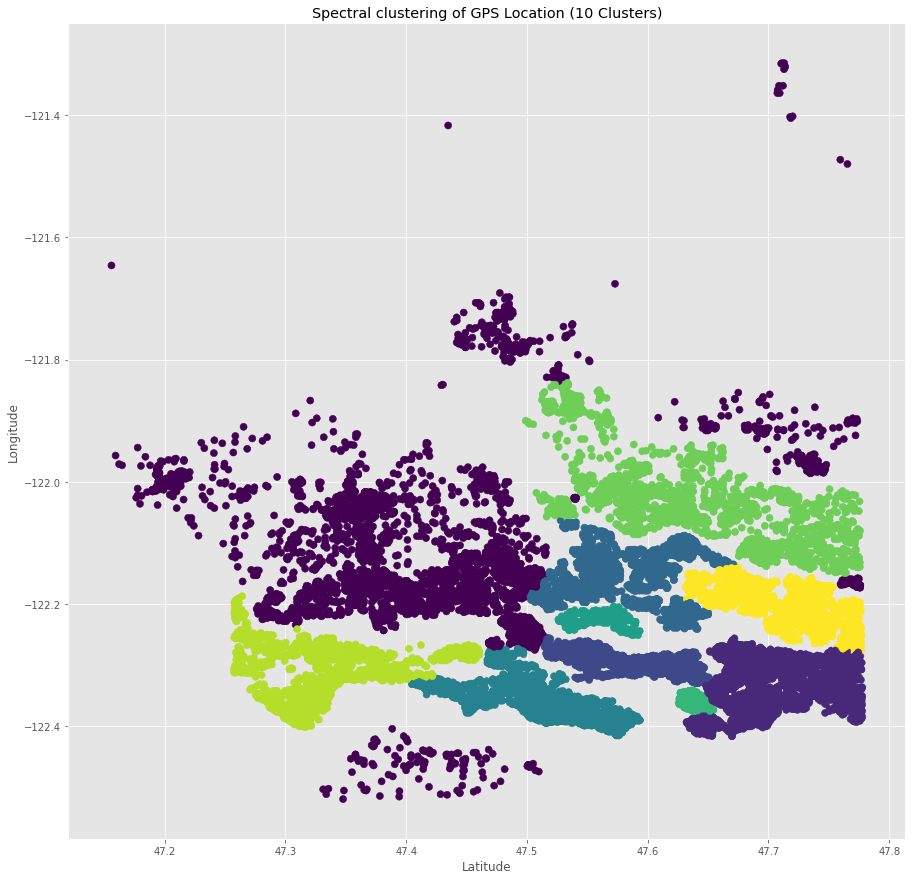 Spectral clustering of GPS Location (10 Clusters)
−121.4
−121.6
−121.8
−122.0
−122.2
−122.4
Longitude
47.2 47.3 47.4 47.5 47.6 47.7 47.8
Latitude